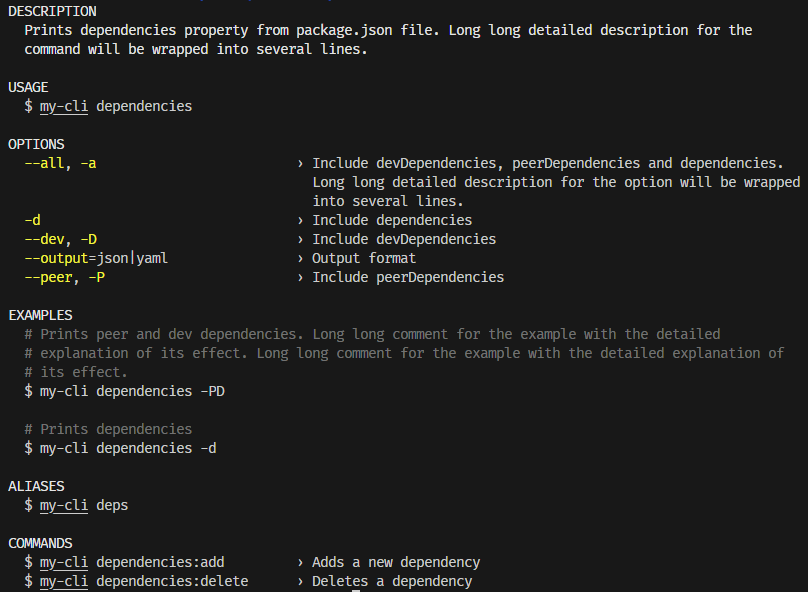 DESCRIPTION
Prints dependencies property from package.json file. Long long detailed description for the
command will be wrapped into several lines.
USAGE
$ my-cli dependencies
OPTIONS
--all, -a › Include devDependencies, peerDependencies and dependencies.
Long long detailed description for the option will be wrapped
into several lines.
-d › Include dependencies
--dev, -D › Include devDependencies
--output=json|yaml › Output format
--peer, -P › Include peerDependencies
EXAMPLES
# Prints peer and dev dependencies. Long long comment for the example with the detailed
# explanation of its effect. Long long comment for the example with the detailed explanation of
# its effect.
$ my-cli dependencies -PD
# Prints dependencies
$ my-cli dependencies -d
ALIASES
$ my-cli deps
COMMANDS
$ my-cli dependencies:add › Adds a new dependency
$ my-cli dependencies:delete › Deletes a dependency